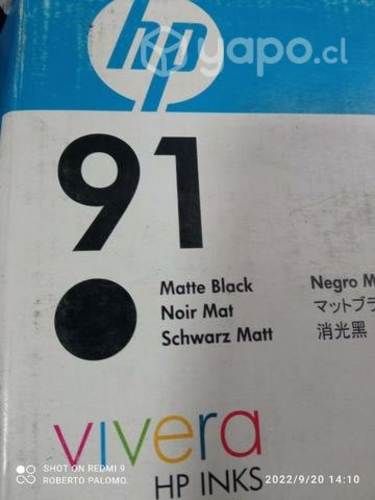 hp
yapo.cl
91
Matte Black
Noir Mat
Schwarz Matt
Negro M
マットブラ
消光黑
vivera
HP INKS
SHOT ON REDMI 9
ROBERTO PALOMO.
2022/9/20 14:10